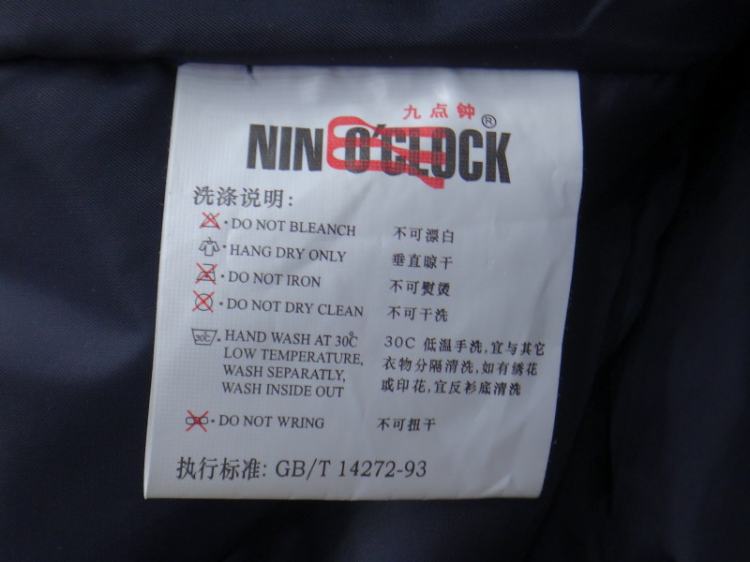 九点钟
NIN O'CLOCK®
洗涤说明:
· DO NOT BLEANCH 不可漂白
· HANG DRY ONLY 垂直晾干
· DO NOT IRON 不可熨烫
· DO NOT DRY CLEAN 不可干洗
30C · HAND WASH AT 30℃ 30C 低温手洗,宜与其它
LOW TEMPERATURE, 衣物分隔清洗,如有绣花
WASH SEPARATLY, 或印花,宜反衫底清洗
WASH INSIDE OUT
· DO NOT WRING 不可扭干
执行标准: GB/T 14272-93